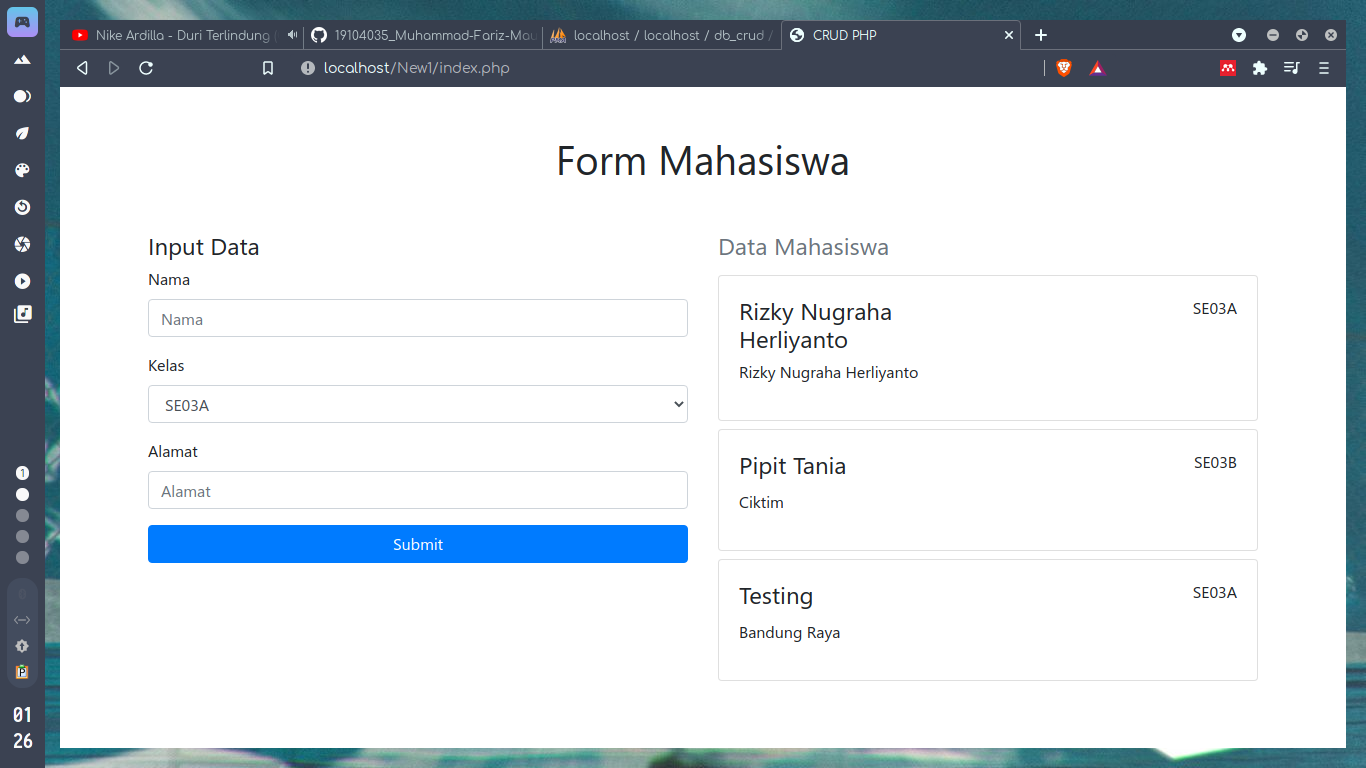 Nike Ardilla - Duri Terlindung
19104035_Muhammad-Fariz-Mau
localhost / localhost / db_crud /
CRUD PHP
localhost/New1/index.php
Form Mahasiswa
Input Data
Nama
Nama
Kelas
SE03A
Alamat
Alamat
Submit
Data Mahasiswa
Rizky Nugraha
Herliyanto
SE03A
Rizky Nugraha Herliyanto
Pipit Tania
SE03B
Ciktim
Testing
SE03A
Bandung Raya
1
P
01
26